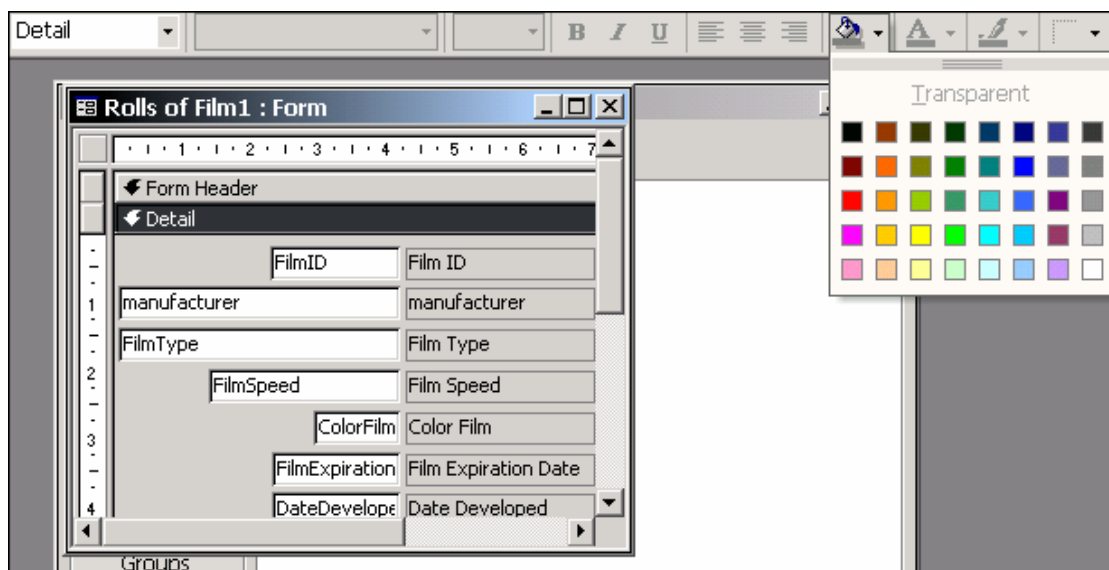 Detail
B I U A
Transparent
Rolls of Film1 : Form
1 2 3 4 5 6 7
Form Header
Detail
FilmID Film ID
1 manufacturer manufacturer
FilmType Film Type
2 FilmSpeed Film Speed
3 ColorFilm Color Film
FilmExpiration Film Expiration Date
4 DateDevelope Date Developed
Groups